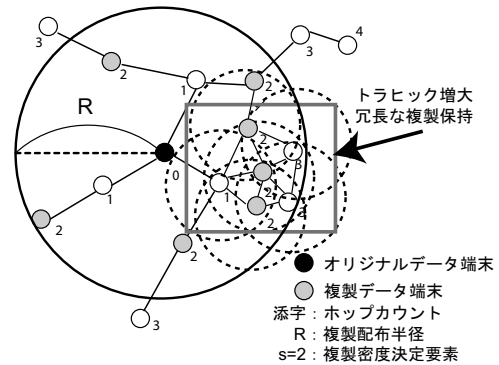 3
2
1
2
3
4
R
0
1
2
2
3
1
2
2
3
2
3
トラヒック増大
冗長な複製保持
オリジナルデータ端末
複製データ端末
添字：ホップカウント
R：複製配布半径
s=2：複製密度決定要素